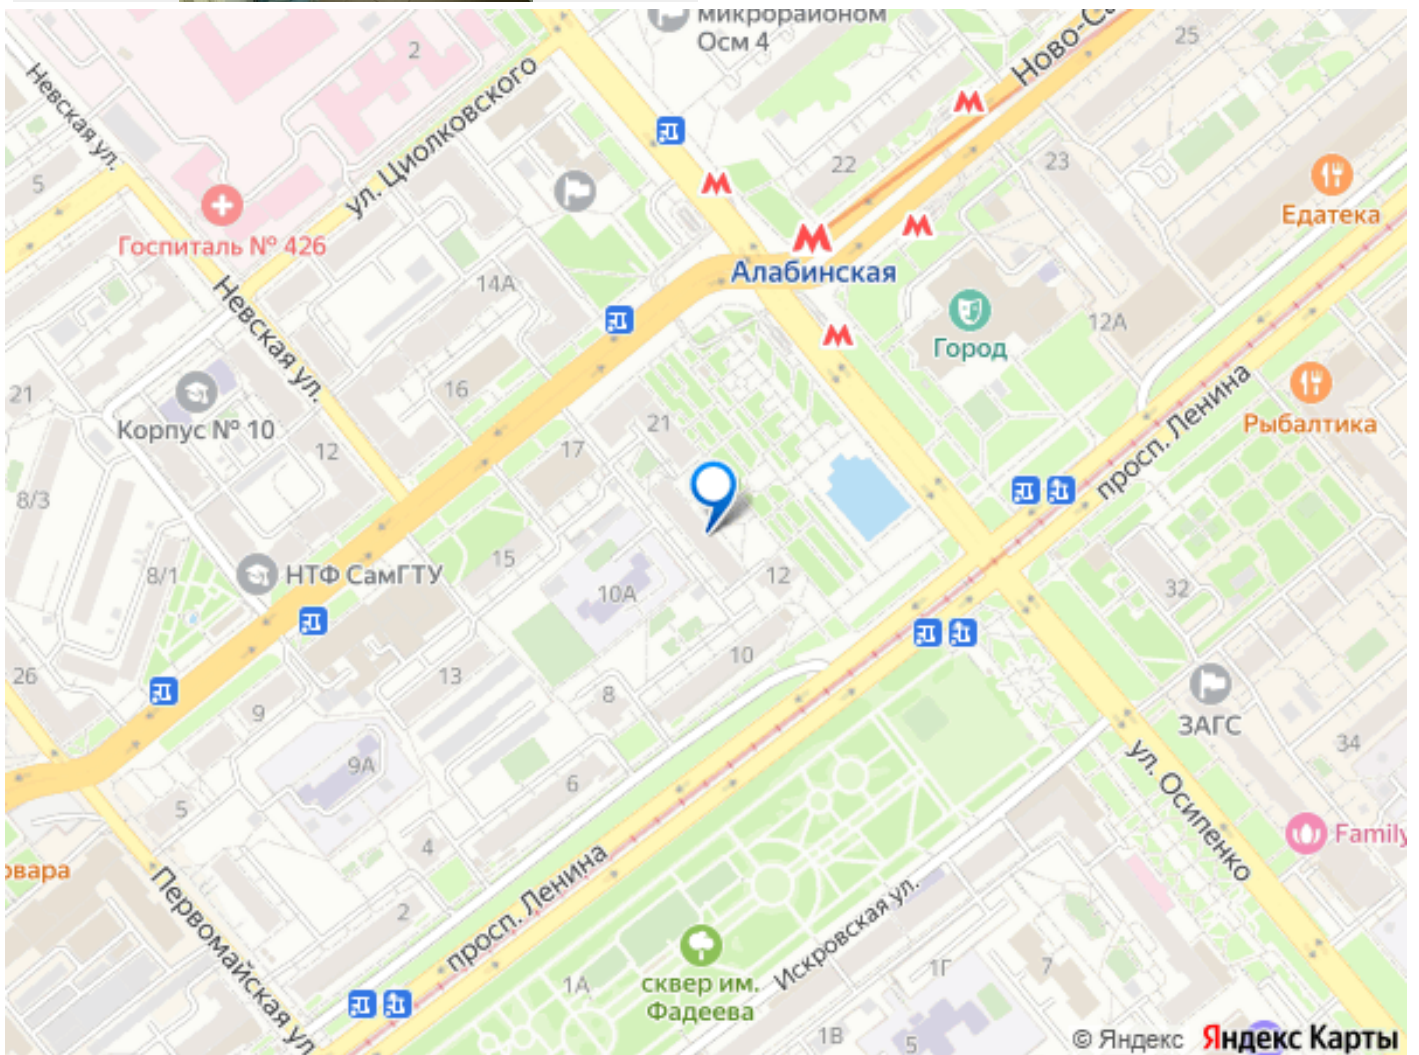 микрорайоном
Осм 4
2
25
Ново-Са
Невская ул.
ул. Циолковского
5
22
23
Едатека
Госпиталь № 426
Алабинская
14А
Невская ул.
12А
Город
просп. Ленина
Рыбалтика
21
16
Корпус № 10
21
12
17
8/3
НТФ СамГТУ
8/1
15
10А
12
32
26
13
10
8
9
ЗАГС
34
9А
ул. Осипенко
6
5
Family
4
овара
Первомайская ул
просп. Ленина
2
Искровская ул.
1А
сквер им.
Фадеева
1Г
7
1В
5
© Яндекс Яндекс Карты